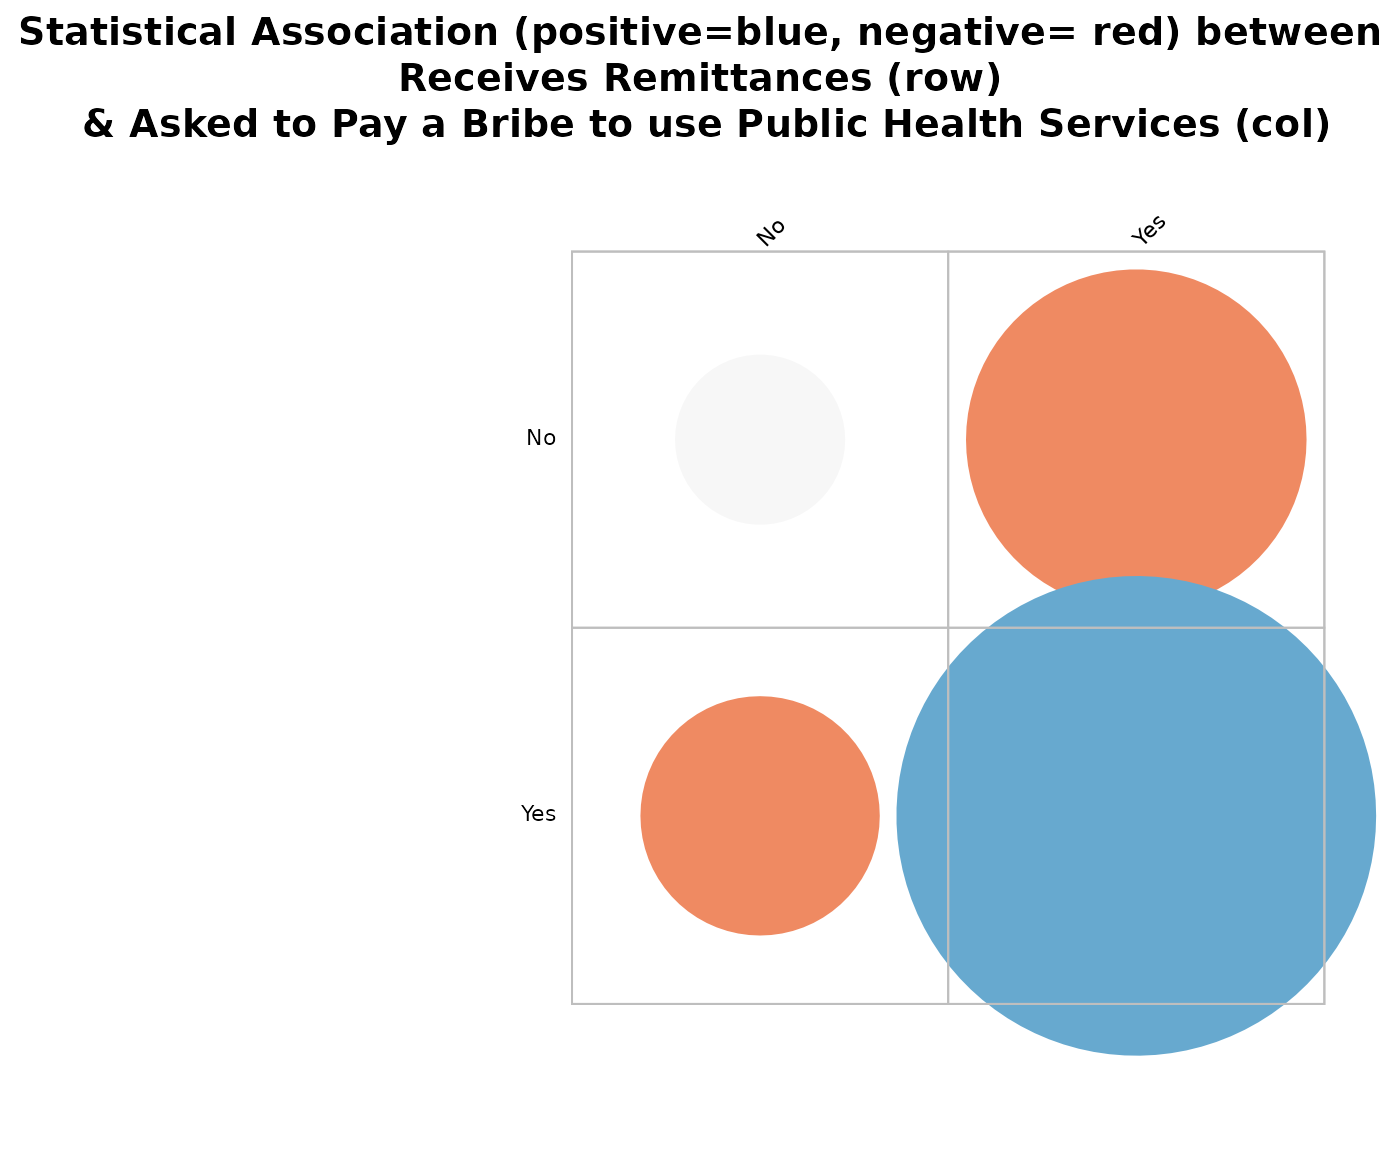 Statistical Association (positive=blue, negative= red) between
Receives Remittances (row)
& Asked to Pay a Bribe to use Public Health Services (col)
No
Yes
No
Yes